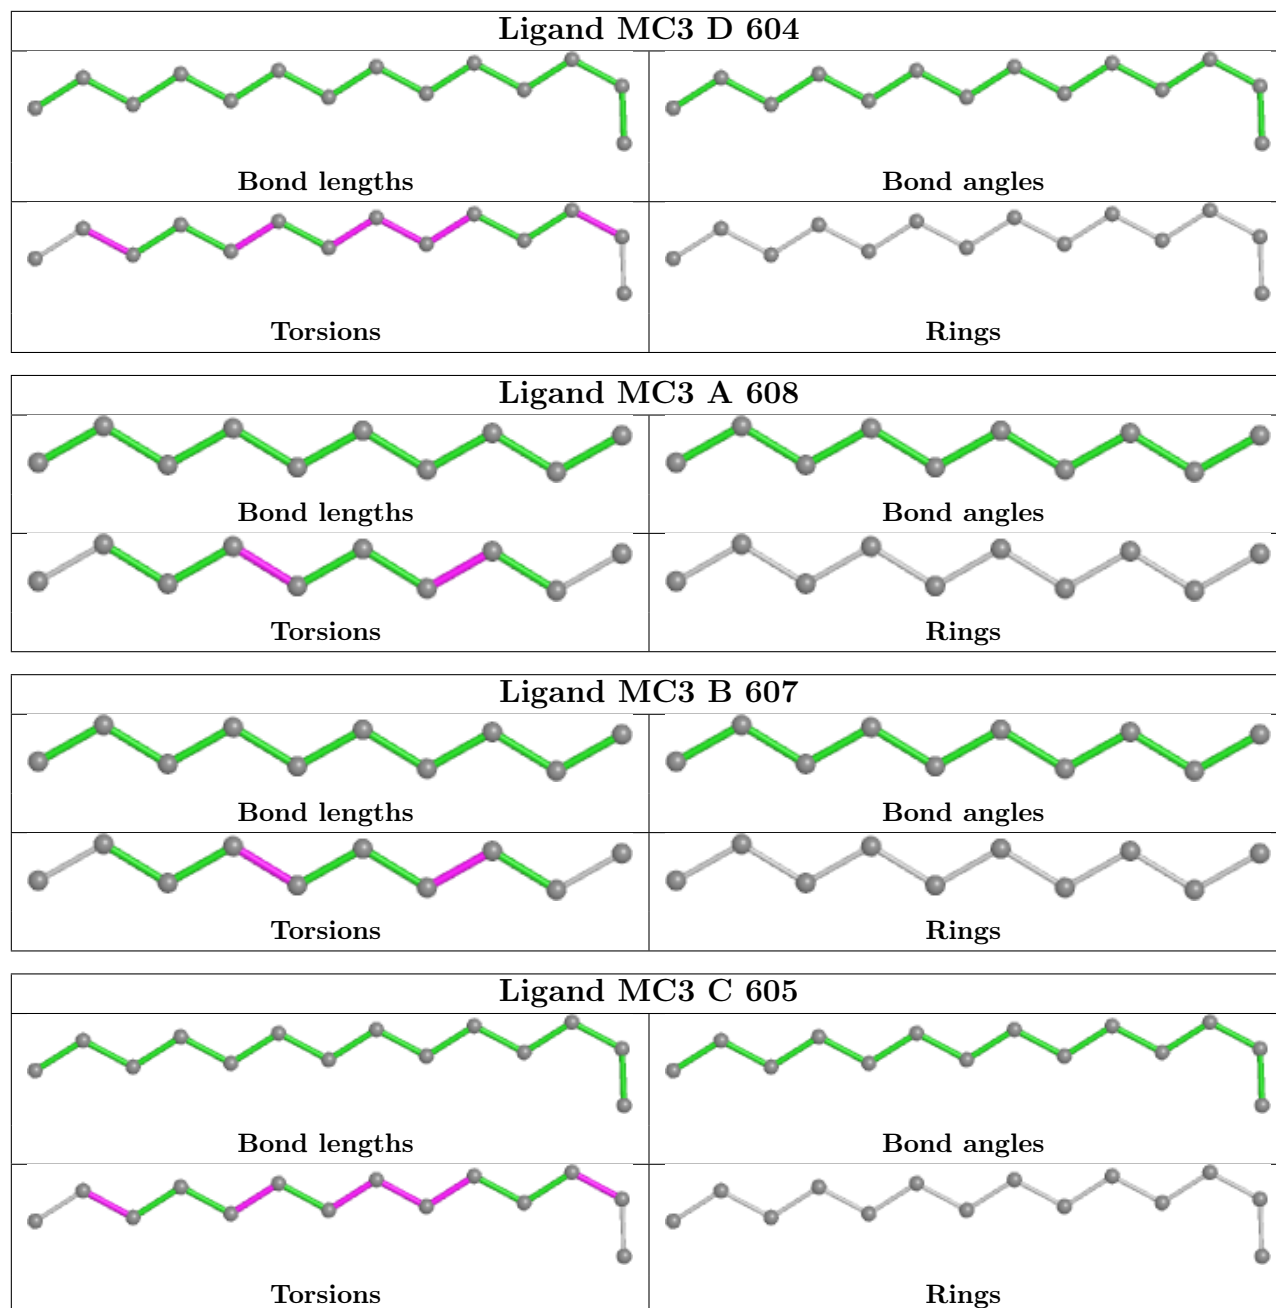 Ligand MC3 D 604
Bond lengths
Bond angles
Torsions
Rings
Ligand MC3 A 608
Bond lengths
Bond angles
Torsions
Rings
Ligand MC3 B 607
Bond lengths
Bond angles
Torsions
Rings
Ligand MC3 C 605
Bond lengths
Bond angles
Torsions
Rings